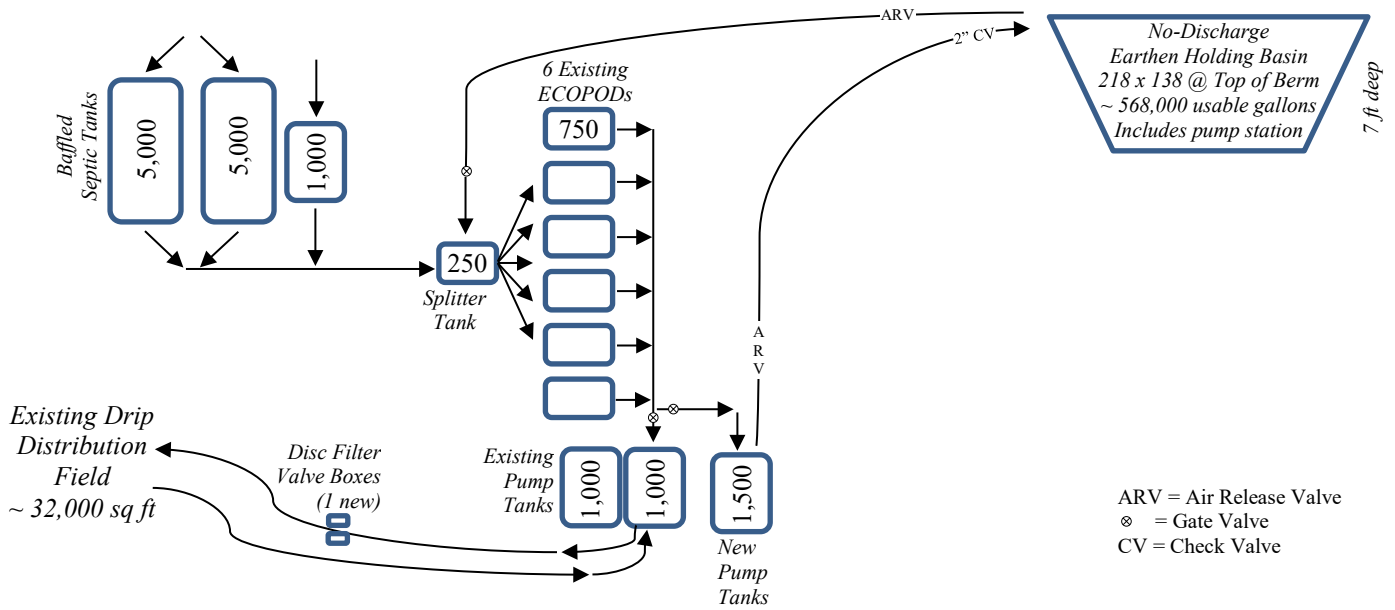 ARV
2” CV
No-Discharge
Earthen Holding Basin
218 x 138 @ Top of Berm
~ 568,000 usable gallons
Includes pump station
7 ft deep
Baffled
Septic Tanks
5,000
5,000
1,000
6 Existing
ECOPODs
750
250
Splitter
Tank
A
R
V
Existing Drip
Distribution
Field
~ 32,000 sq ft
Disc Filter
Valve Boxes
(1 new)
Existing
Pump
Tanks
1,000
1,000
1,500
New
Pump
Tanks
ARV = Air Release Valve
⊗ = Gate Valve
CV = Check Valve